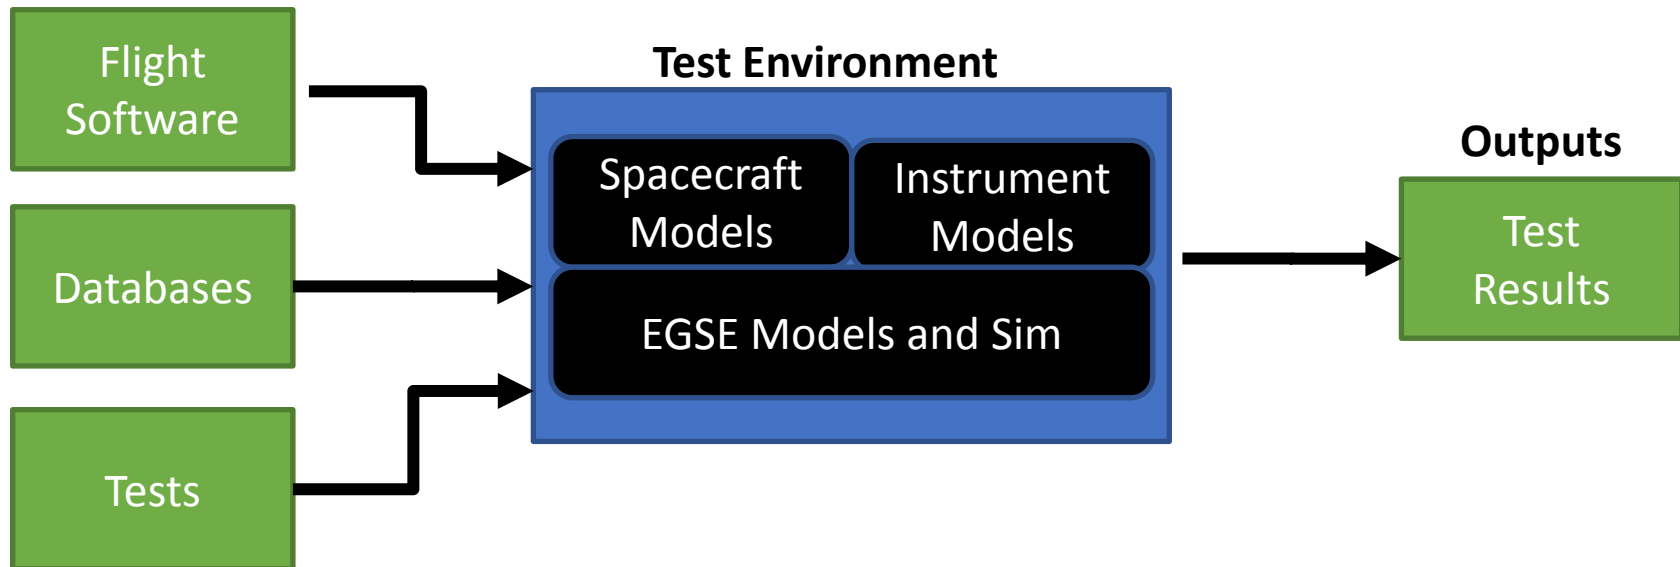 Flight
Software
Databases
Tests
Test Environment
Spacecraft
Models
Instrument
Models
EGSE Models and Sim
Outputs
Test
Results